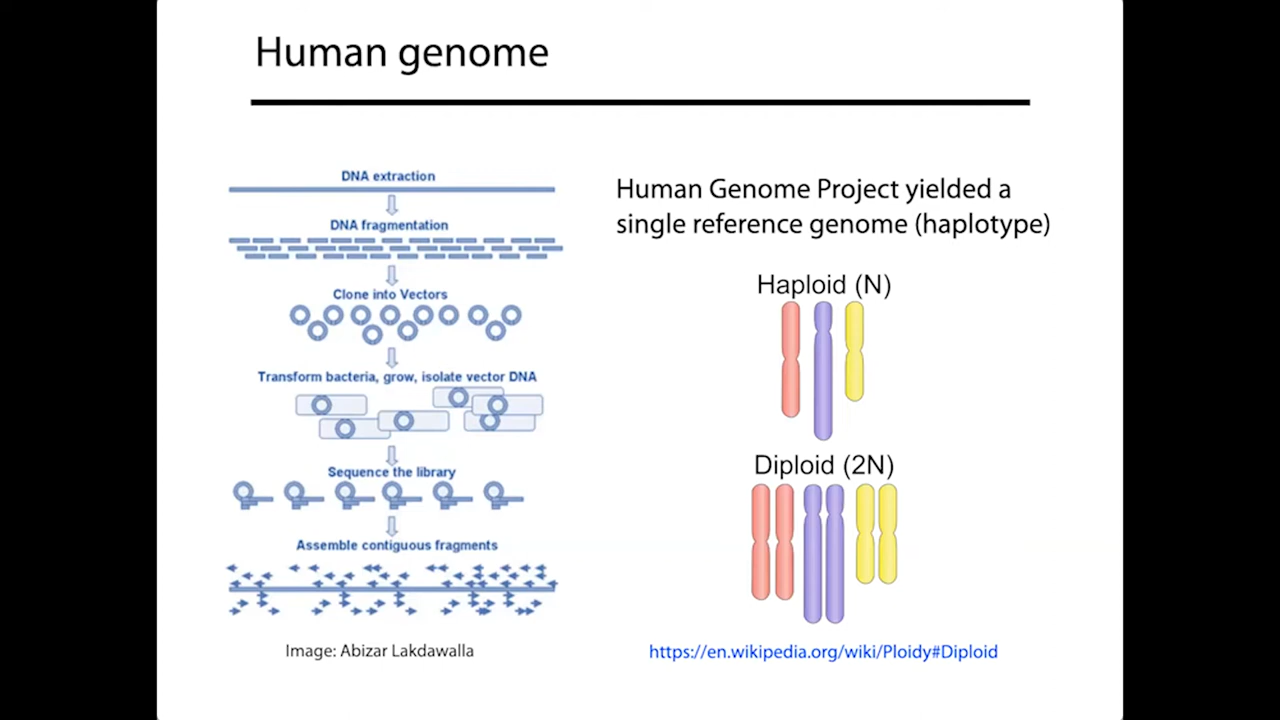 Human genome
DNA extraction
DNA fragmentation
Clone into Vectors
Transform bacteria, grow, isolate vector DNA
Sequence the library
Assemble contiguous fragments
Image: Abizar Lakdawalla
Human Genome Project yielded a
single reference genome (haplotype)
Haploid (N)
Diploid (2N)
https://en.wikipedia.org/wiki/Ploidy#Diploid